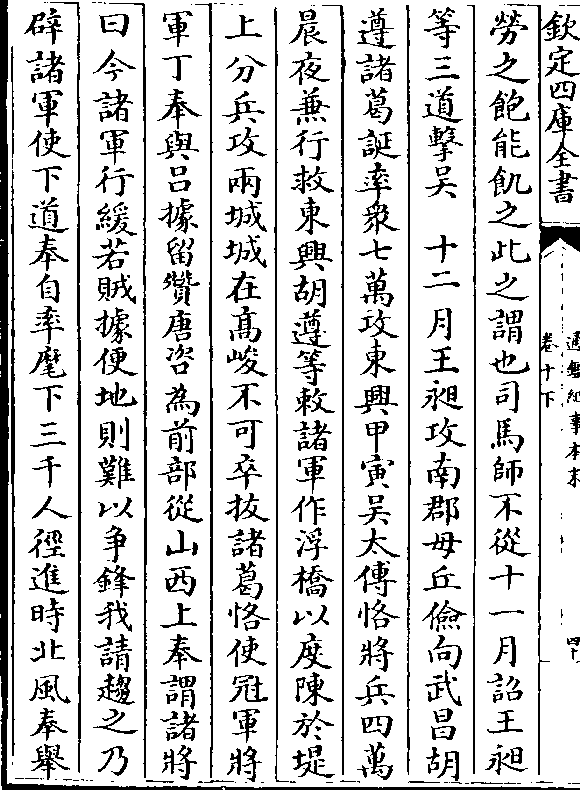 欽定四庫全書
通鑑紀事本末
卷十下
勞之飽能飢之此之謂也司馬師不從十一月詔王昶
等三道擊吳　十二月王昶攻南郡毋丘儉向武昌胡
遵諸葛誕率衆七萬攻東興甲寅吳太傅恪將兵四萬
晨夜兼行救東興胡遵等敕諸軍作浮橋以度陳於堤
上分兵攻兩城城在髙峻不可卒拔諸葛恪使冠軍將
軍丁奉與吕據留贊唐咨為前部從山西上奉謂諸將
曰今諸軍行緩若賊據便地則難以争鋒我請趨之乃
辟諸軍使下道奉自率麾下三千人徑進時北風奉舉